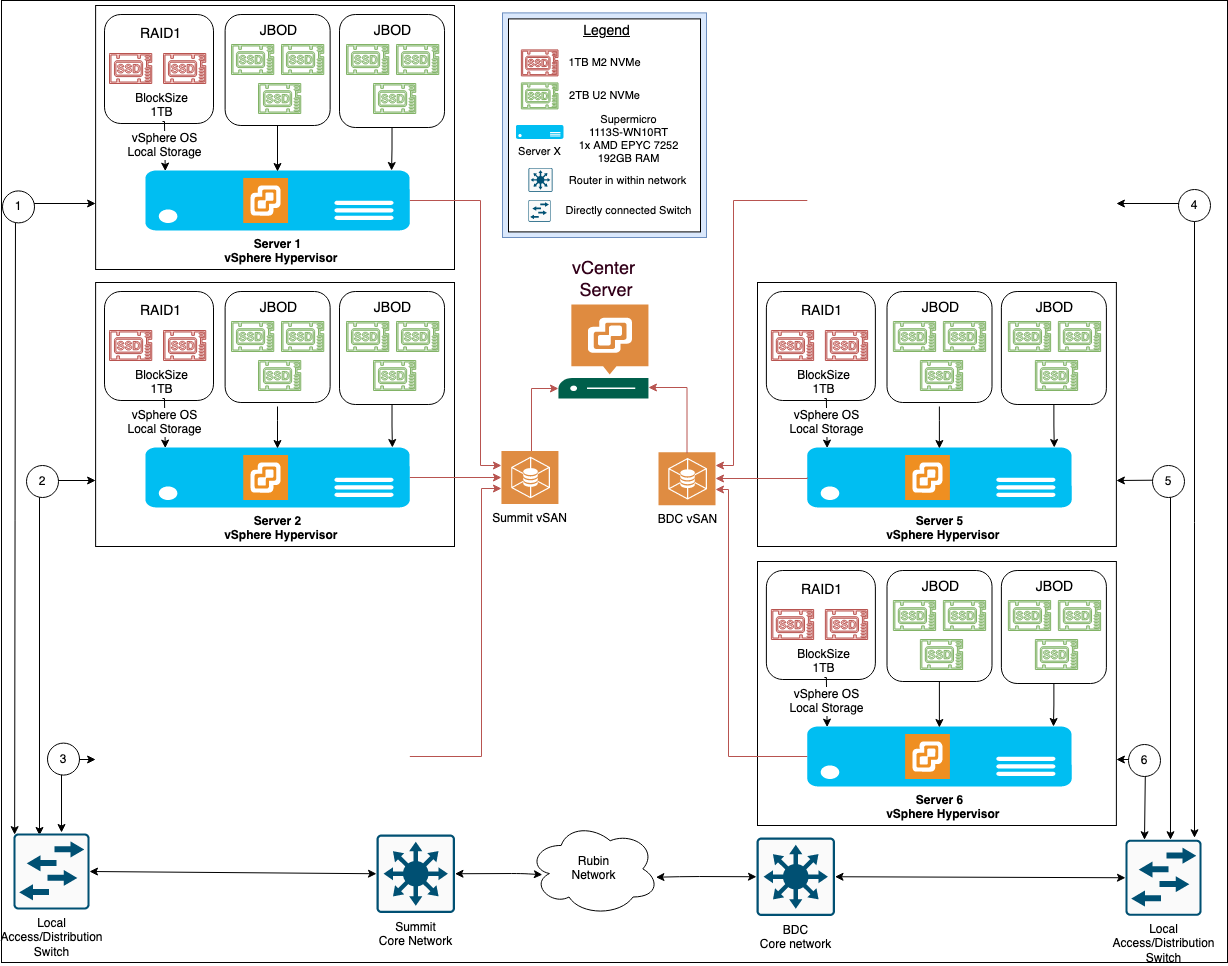 RAID1
SSD
SSD
BlockSize
1TB
vSphere OS
Local Storage
JBOD
SSD
SSD
SSD
JBOD
SSD
SSD
SSD
Server 1
vSphere Hypervisor
1
Legend
SSD
1TB M2 NVMe
SSD
2TB U2 NVMe
Server X
Supermicro
1113S-WN10RT
1x AMD EPYC 7252
192GB RAM
Router in within network
Directly connected Switch
4
RAID1
SSD
SSD
BlockSize
1TB
vSphere OS
Local Storage
JBOD
SSD
SSD
SSD
JBOD
SSD
SSD
SSD
Server 2
vSphere Hypervisor
2
vCenter
Server
Summit vSAN
BDC vSAN
RAID1
SSD
SSD
BlockSize
1TB
vSphere OS
Local Storage
JBOD
SSD
SSD
SSD
JBOD
SSD
SSD
SSD
Server 5
vSphere Hypervisor
5
3
RAID1
SSD
SSD
BlockSize
1TB
vSphere OS
Local Storage
JBOD
SSD
SSD
SSD
JBOD
SSD
SSD
SSD
Server 6
vSphere Hypervisor
6
Local
Access/Distribution
Switch
Summit
Core Network
Rubin
Network
BDC
Core network
Local
Access/Distribution
Switch